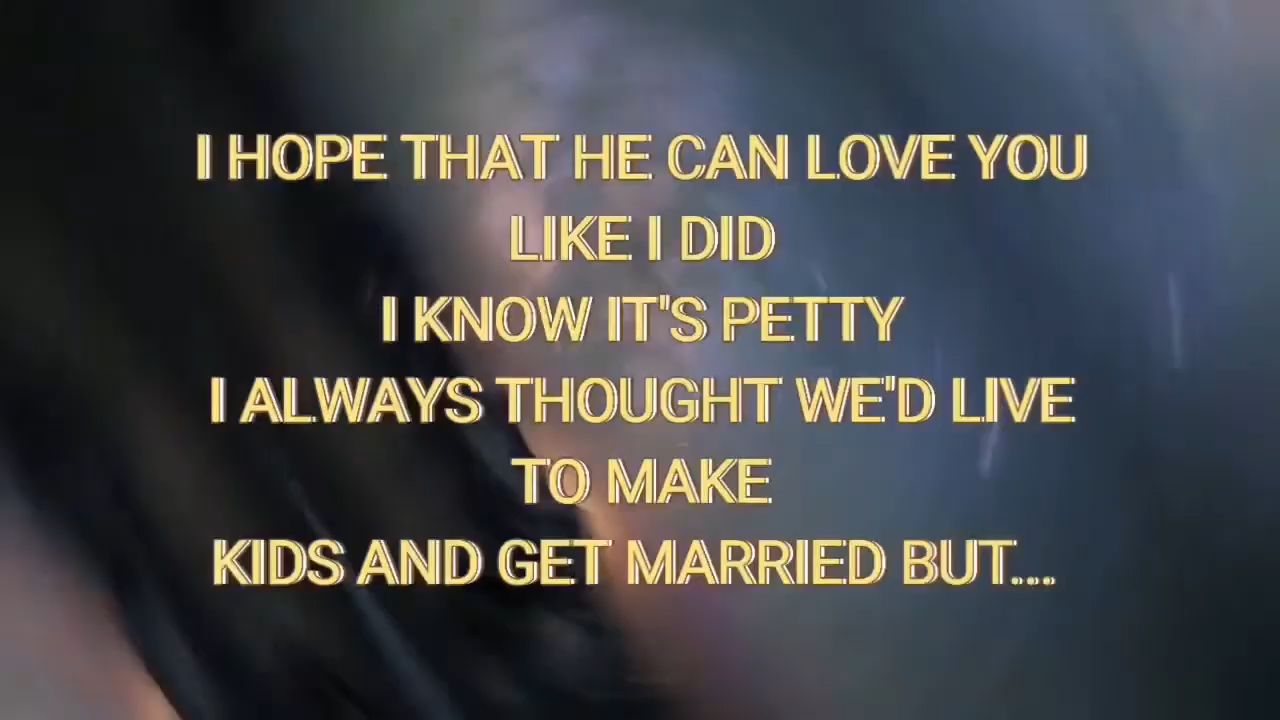 I HOPE THAT HE CAN LOVE YOU
LIKE I DID
I KNOW IT'S PETTY
I ALWAYS THOUGHT WE'D LIVE
TO MAKE
KIDS AND GET MARRIED BUT....